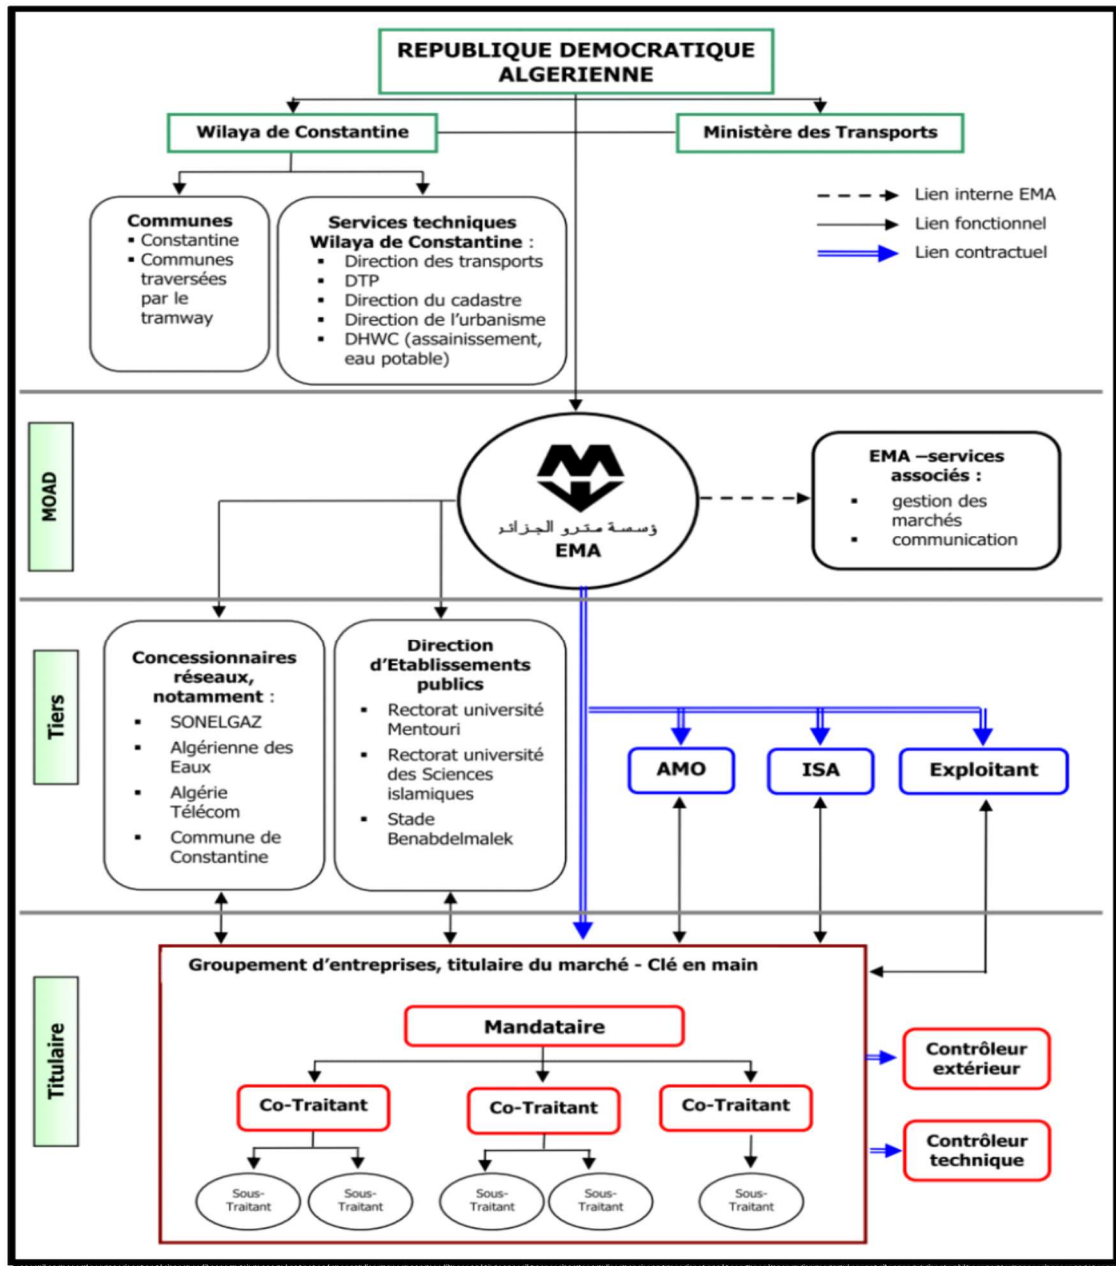 REPUBLIQUE DEMOCRATIQUE
ALGERIENNE
Wilaya de Constantine
Ministère des Transports
Lien interne EMA
Lien fonctionnel
Lien contractuel
Communes
▪ Constantine
▪ Communes
traversées
par le
tramway
Services techniques
Wilaya de Constantine :
▪ Direction des transports
▪ DTP
▪ Direction du cadastre
▪ Direction de l'urbanisme
▪ DHWC (assainissement,
eau potable)
MOAD
ؤسسة مترو الجزائر
EMA
EMA –services
associés :
▪ gestion des
marchés
▪ communication
Tiers
Concessionnaires
réseaux,
notamment :
▪ SONELGAZ
▪ Algérienne des
Eaux
▪ Algérie
Télécom
▪ Commune de
Constantine
Direction
d'Etablissements
publics
▪ Rectorat université
Mentouri
▪ Rectorat université
des Sciences
islamiques
▪ Stade
Benabdelmalek
AMO
ISA
Exploitant
Titulaire
Groupement d'entreprises, titulaire du marché - Clé en main
Mandataire
Co-Traitant
Co-Traitant
Co-Traitant
Sous-
Traitant
Sous-
Traitant
Sous-
Traitant
Sous-
Traitant
Sous-
Traitant
Contrôleur
extérieur
Contrôleur
technique